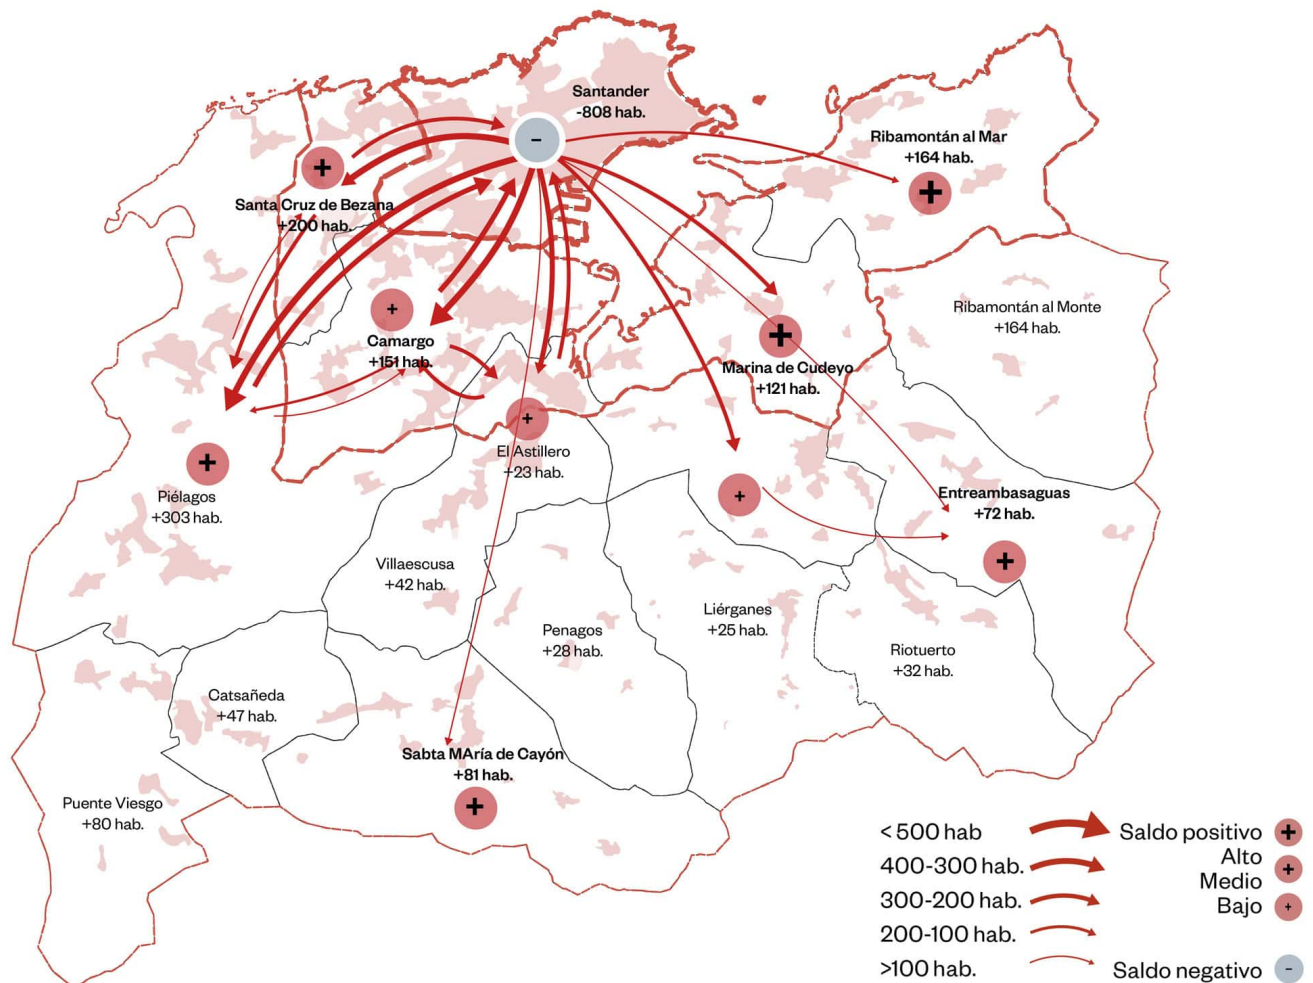 Santander
-808 hab.
Ribamontán al Mar
+164 hab.
Santa Cruz de Bezana
+200 hab.
Ribamontán al Monte
+164 hab.
Camargo
+151 hab.
Marina de Cudeyo
+121 hab.
El Astillero
+23 hab.
Piélagos
+303 hab.
Entreambasaguas
+72 hab.
Villaescusa
+42 hab.
Liérganes
+25 hab.
Penagos
+28 hab.
Riotuerto
+32 hab.
Catsañeda
+47 hab.
Sabta MAría de Cayón
+81 hab.
Puente Viesgo
+80 hab.
< 500 hab
400-300 hab.
300-200 hab.
200-100 hab.
>100 hab.
Saldo positivo
Alto
Medio
Bajo
Saldo negativo